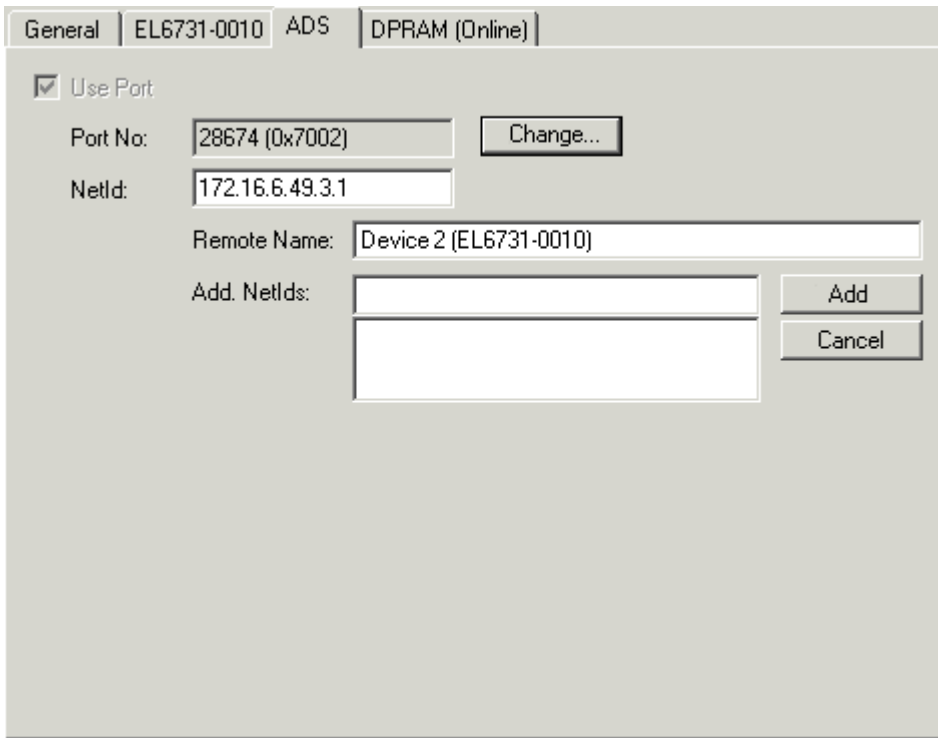 General EL6731-0010 ADS DPRAM (Online)
Use Port
Port No: 28674 (0x7002) Change...
NetId: 172.16.6.49.3.1
Remote Name: Device 2 (EL6731-0010)
Add. NetIds: Add
Cancel